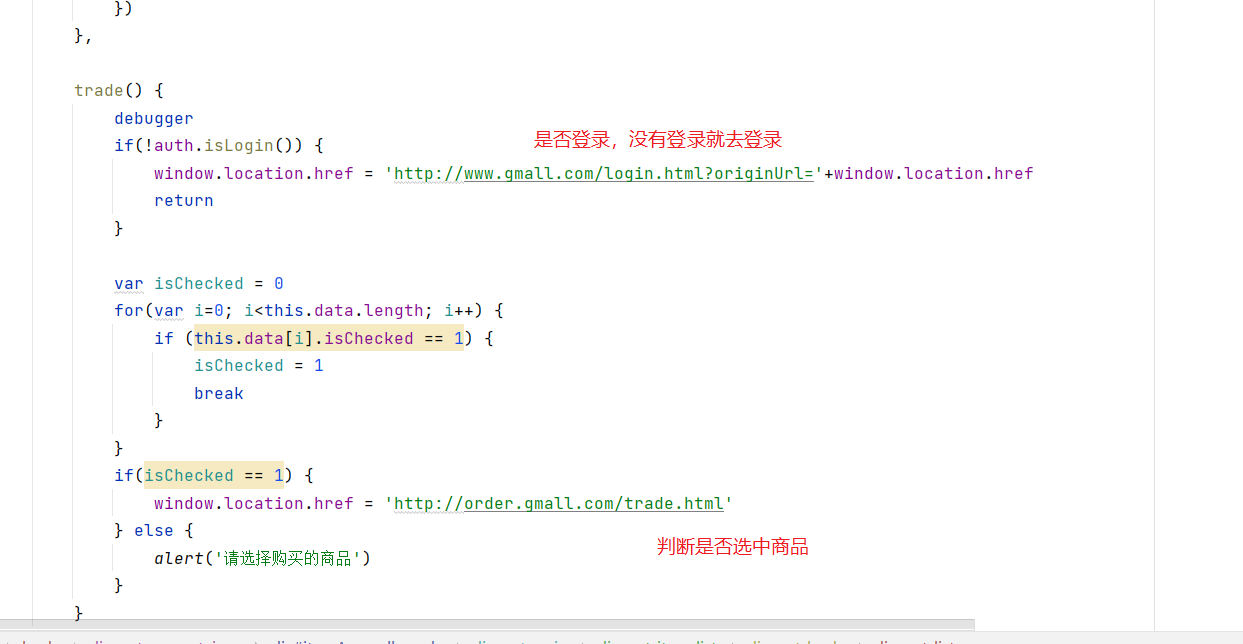 })
},
trade() {
debugger
if(!auth.isLogin()) { 是否登录，没有登录就去登录
window.location.href = 'http://www.gmall.com/login.html?originUrl='+window.location.href
return
}
var isChecked = 0
for(var i=0; i<this.data.length; i++) {
if (this.data[i].isChecked == 1) {
isChecked = 1
break
}
}
if(isChecked == 1) {
window.location.href = 'http://order.gmall.com/trade.html'
} else {
alert('请选择购买的商品') 判断是否选中商品
}
}